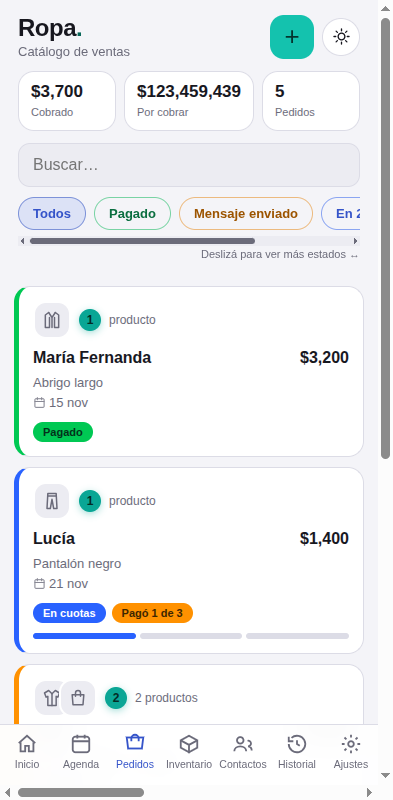 Ropa.
Catálogo de ventas
+
$3,700
Cobrado
$123,459,439
Por cobrar
5
Pedidos
Buscar…
Todos
Pagado
Mensaje enviado
En 2
Deslizá para ver más estados ↔
1 producto
María Fernanda $3,200
Abrigo largo
15 nov
Pagado
1 producto
Lucía $1,400
Pantalón negro
21 nov
En cuotas Pagó 1 de 3
2 2 productos
Inicio Agenda Pedidos Inventario Contactos Historial Ajustes